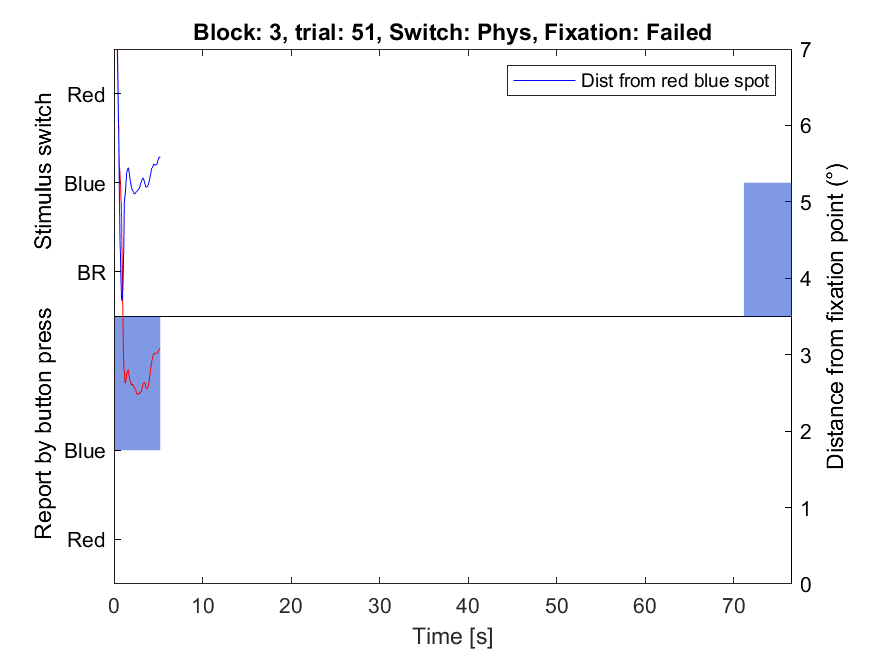 Block: 3, trial: 51, Switch: Phys, Fixation: Failed
Dist from red blue spot
Stimulus switch
Red
Blue
BR
Report by button press
Blue
Red
7
6
5
4
3
2
1
0
Distance from fixation point (°)
0 10 20 30 40 50 60 70
Time [s]